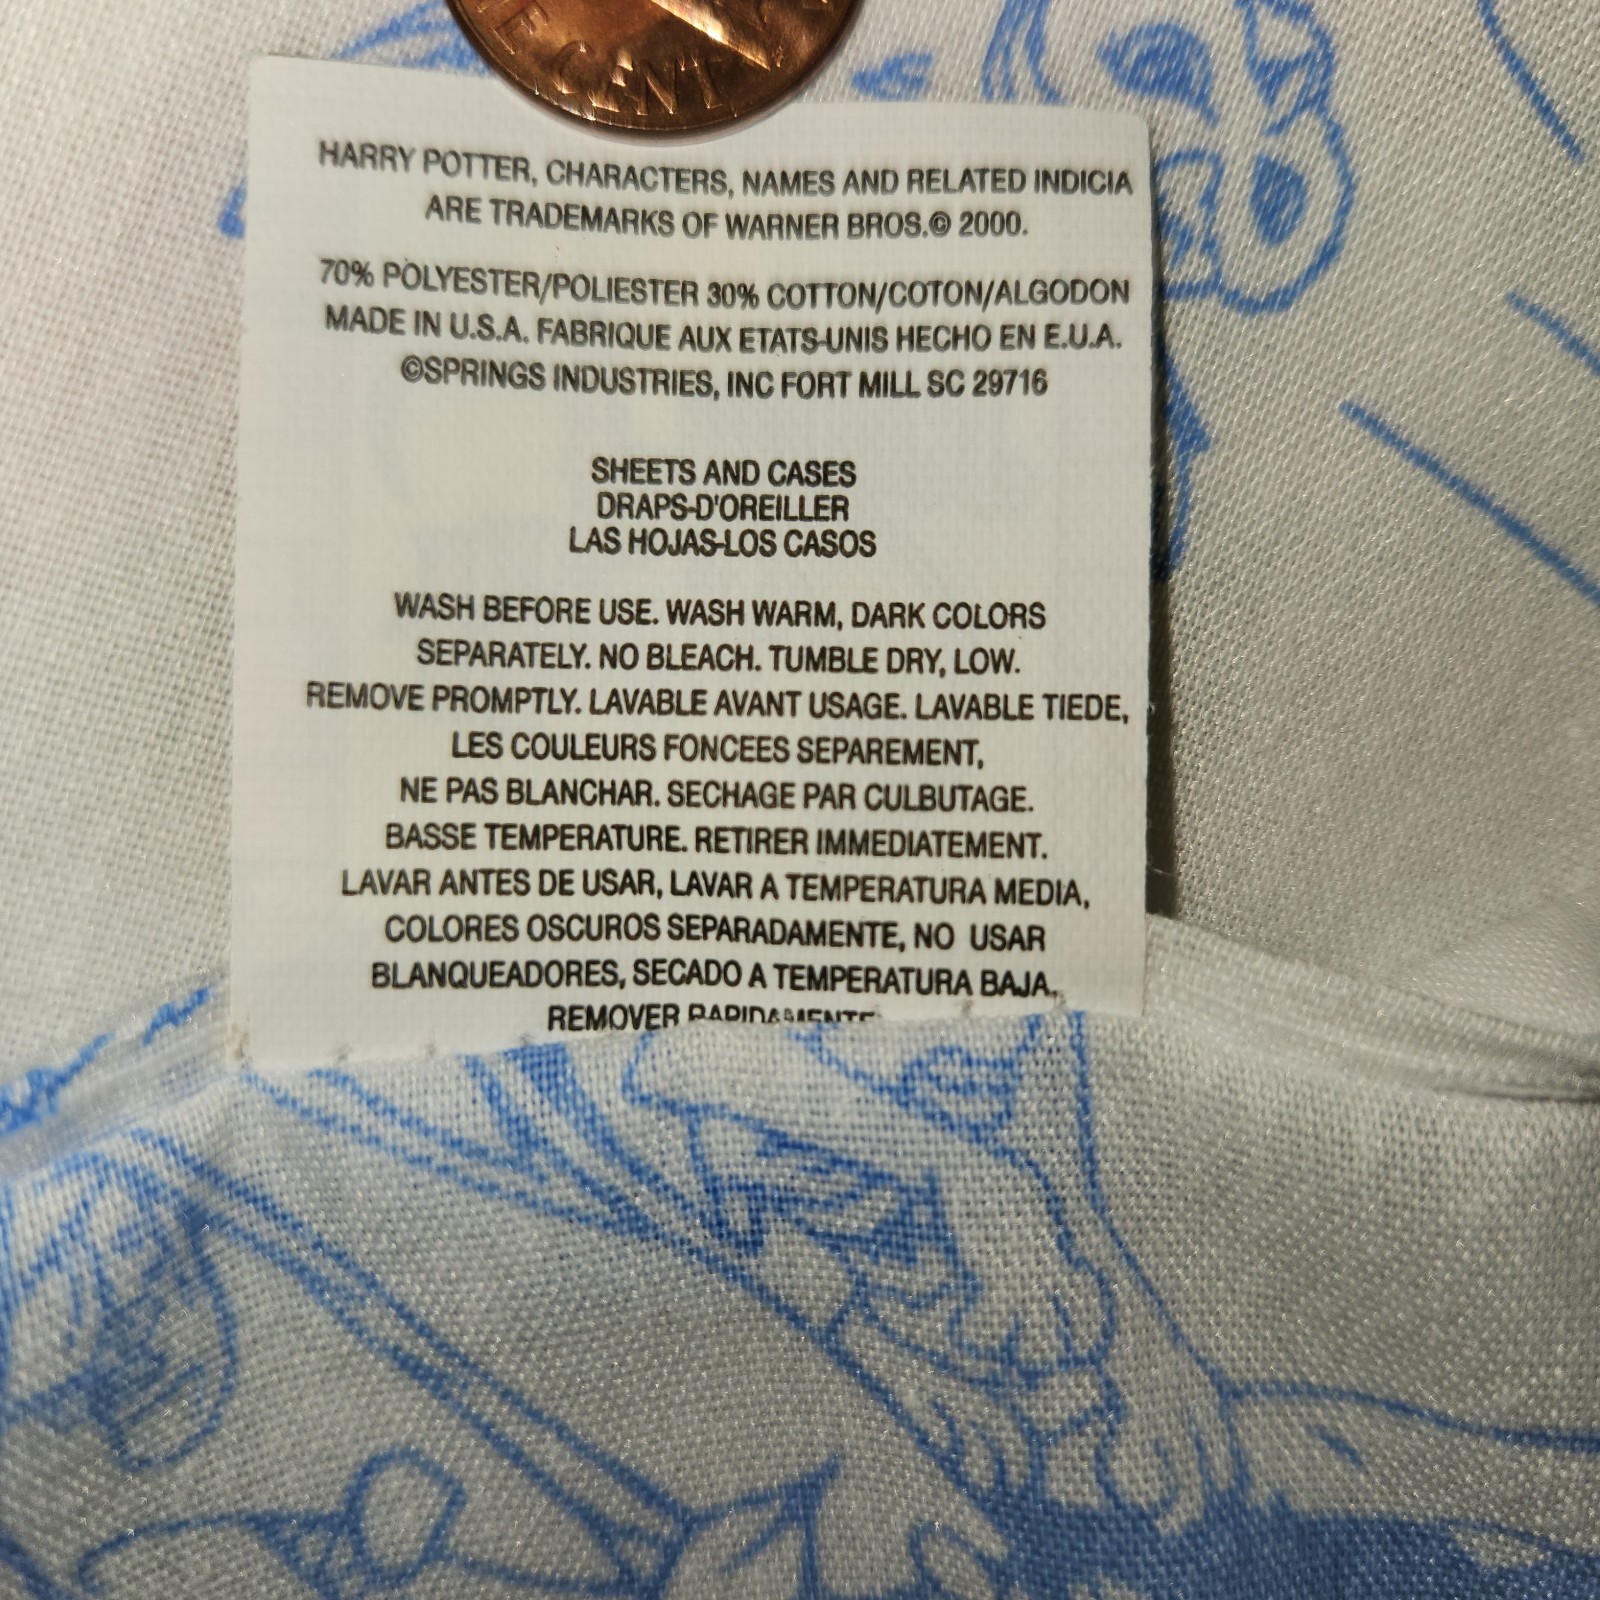 ONE CENT
HARRY POTTER, CHARACTERS, NAMES AND RELATED INDICIA
ARE TRADEMARKS OF WARNER BROS.© 2000.
70% POLYESTER/POLIESTER 30% COTTON/COTON/ALGODON
MADE IN U.S.A. FABRIQUE AUX ETATS-UNIS HECHO EN E.U.A.
©SPRINGS INDUSTRIES, INC FORT MILL SC 29716
SHEETS AND CASES
DRAPS-D'OREILLER
LAS HOJAS-LOS CASOS
WASH BEFORE USE. WASH WARM, DARK COLORS
SEPARATELY. NO BLEACH. TUMBLE DRY, LOW.
REMOVE PROMPTLY. LAVABLE AVANT USAGE. LAVABLE TIEDE,
LES COULEURS FONCEES SEPAREMENT,
NE PAS BLANCHAR. SECHAGE PAR CULBUTAGE.
BASSE TEMPERATURE. RETIRER IMMEDIATEMENT.
LAVAR ANTES DE USAR, LAVAR A TEMPERATURA MEDIA,
COLORES OSCUROS SEPARADAMENTE, NO USAR
BLANQUEADORES, SECADO A TEMPERATURA BAJA.
REMOVER RAPIDAMENTE